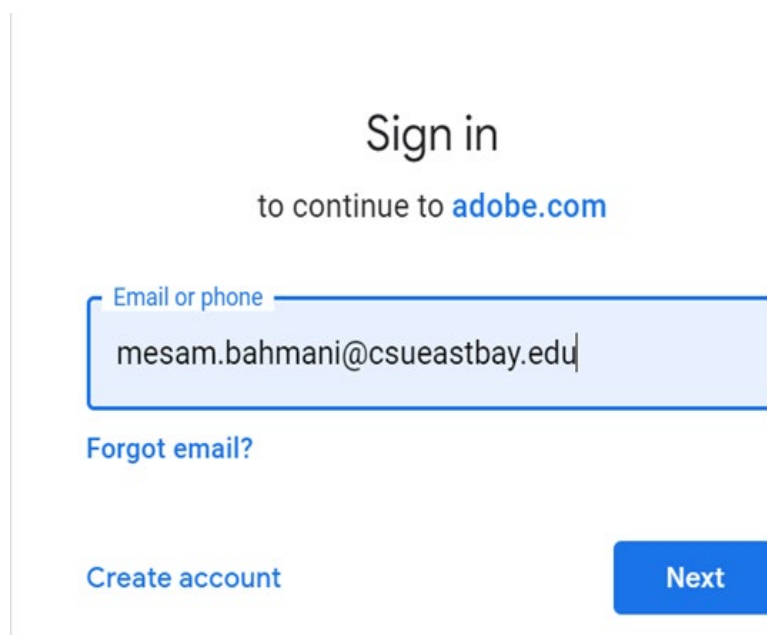 Sign in
to continue to adobe.com
Email or phone
mesam.bahmani@csueastbay.edu
Forgot email?
Create account
Next